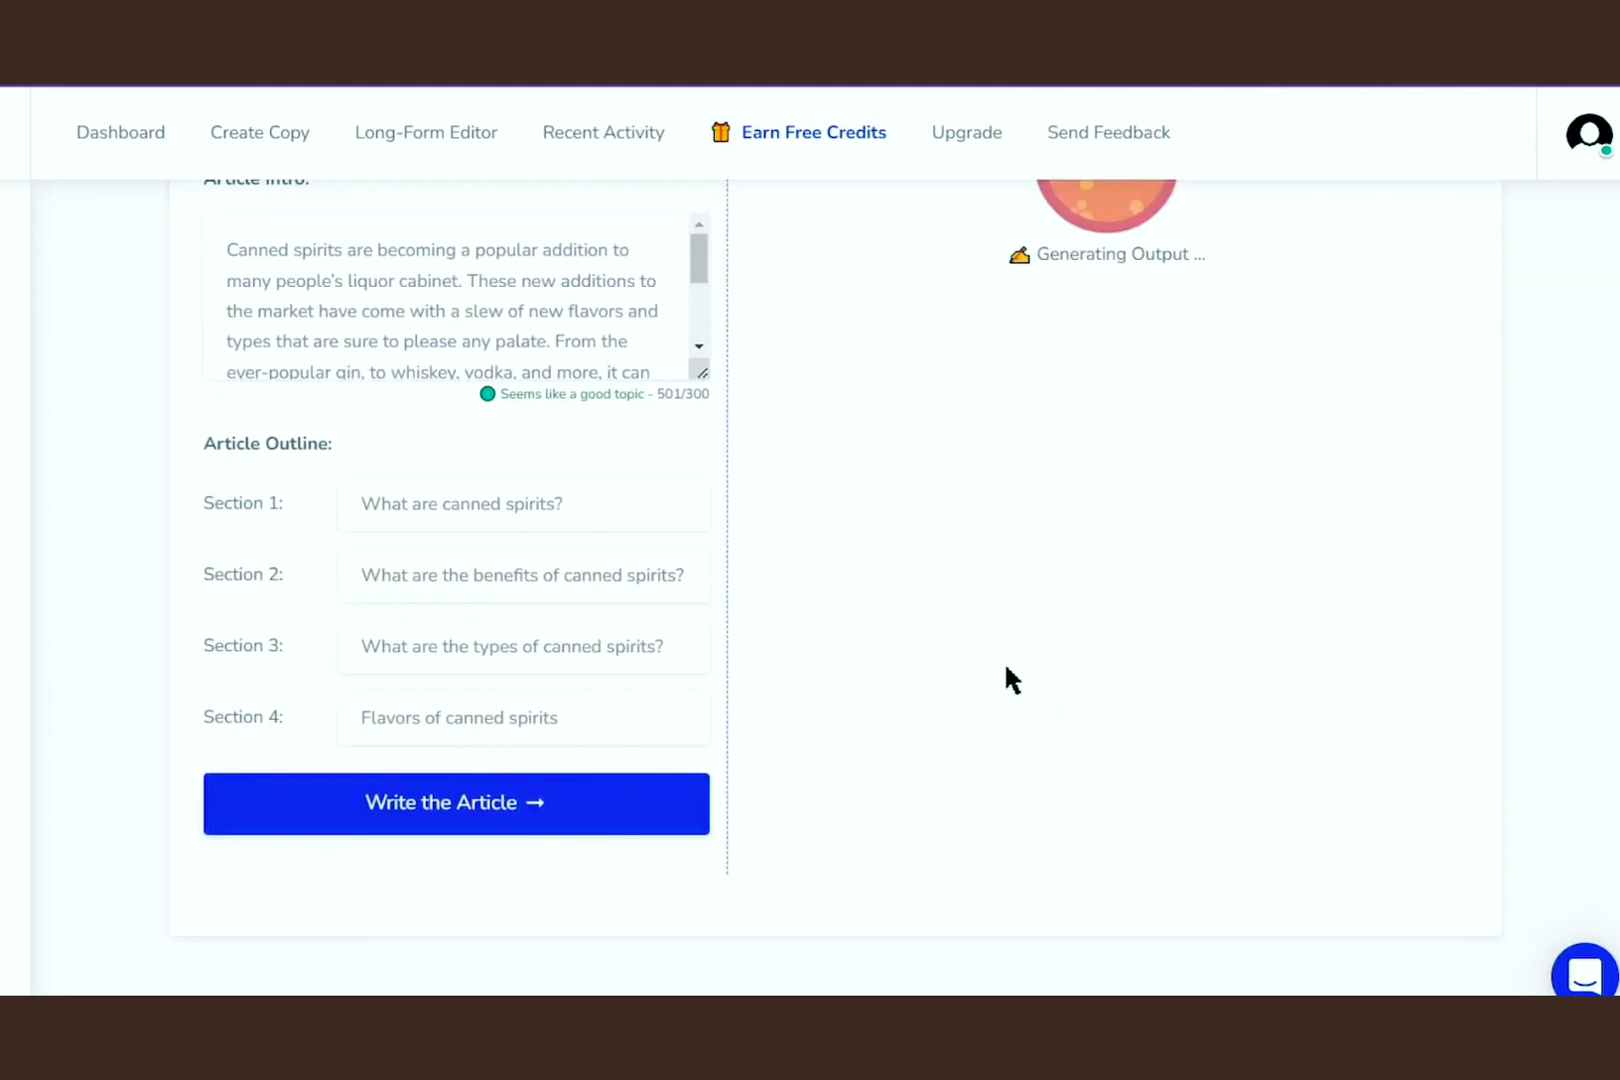 Dashboard Create Copy Long-Form Editor Recent Activity Earn Free Credits Upgrade Send Feedback
Article Intro:
Canned spirits are becoming a popular addition to
many people's liquor cabinet. These new additions to
the market have come with a slew of new flavors and
types that are sure to please any palate. From the
ever-popular gin, to whiskey, vodka, and more, it can
Seems like a good topic - 501/300
Article Outline:
Section 1: What are canned spirits?
Section 2: What are the benefits of canned spirits?
Section 3: What are the types of canned spirits?
Section 4: Flavors of canned spirits
Write the Article →
Generating Output ...